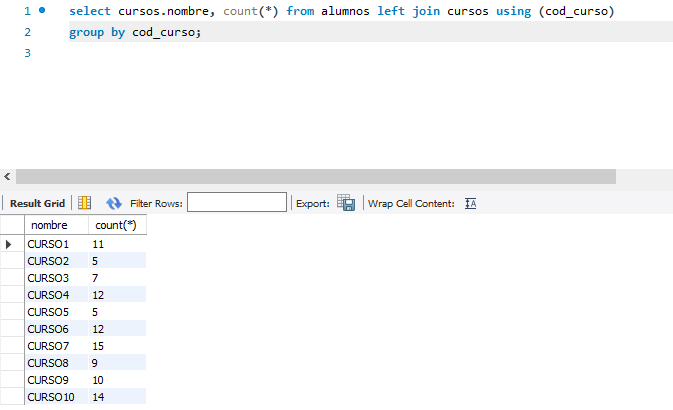 1 select cursos.nombre, count(*) from alumnos left join cursos using (cod_curso)
2 group by cod_curso;
3
Result Grid Filter Rows: Export: Wrap Cell Content: IA
nombre count(*)
CURSO1 11
CURSO2 5
CURSO3 7
CURSO4 12
CURSO5 5
CURSO6 12
CURSO7 15
CURSO8 9
CURSO9 10
CURSO10 14